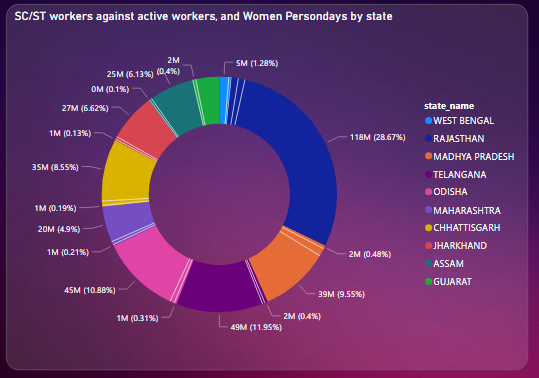 SC/ST workers against active workers, and Women Persondays by state
2M
(0.4%)
5M (1.28%)
25M (6.13%)
0M (0.1%)
27M (6.62%)
1M (0.13%)
35M (8.55%)
1M (0.19%)
20M (4.9%)
1M (0.21%)
45M (10.88%)
1M (0.31%)
49M (11.95%)
2M (0.4%)
39M (9.55%)
2M (0.48%)
118M (28.67%)
state_name
WEST BENGAL
RAJASTHAN
MADHYA PRADESH
TELANGANA
ODISHA
MAHARASHTRA
CHHATTISGARH
JHARKHAND
ASSAM
GUJARAT